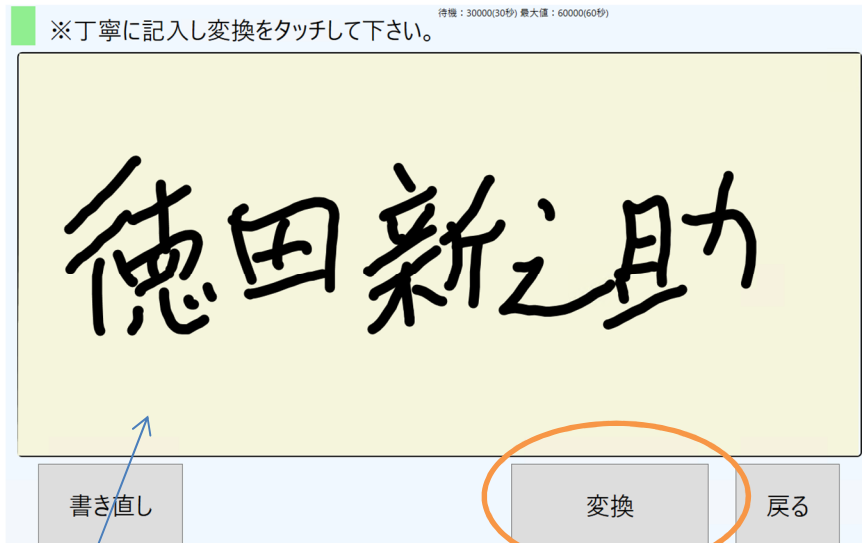 待機:30000(30秒) 最大値:60000(60秒)
※丁寧に記入し変換をタッチして下さい。
徳田新之助
書き直し
変換
戻る